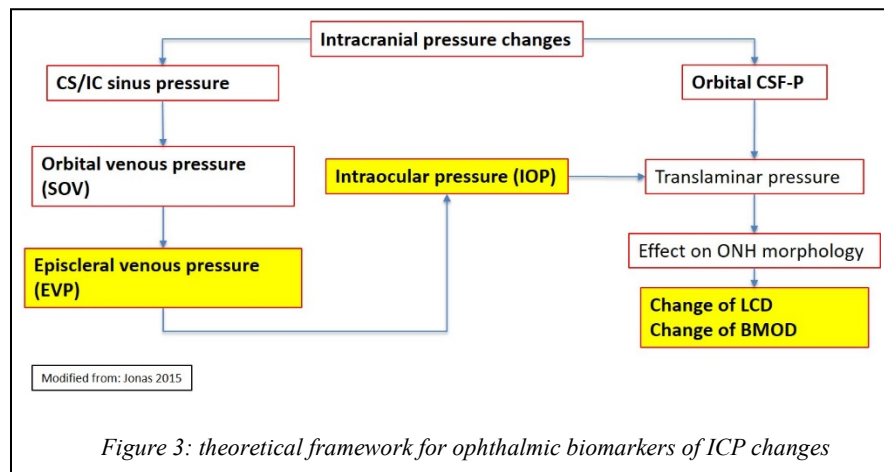 Intracranial pressure changes
CS/IC sinus pressure
Orbital CSF-P
Orbital venous pressure
(SOV)
Intraocular pressure (IOP)
Translaminar pressure
Episcleral venous pressure
(EVP)
Effect on ONH morphology
Change of LCD
Change of BMOD
Modified from: Jonas 2015
Figure 3: theoretical framework for ophthalmic biomarkers of ICP changes